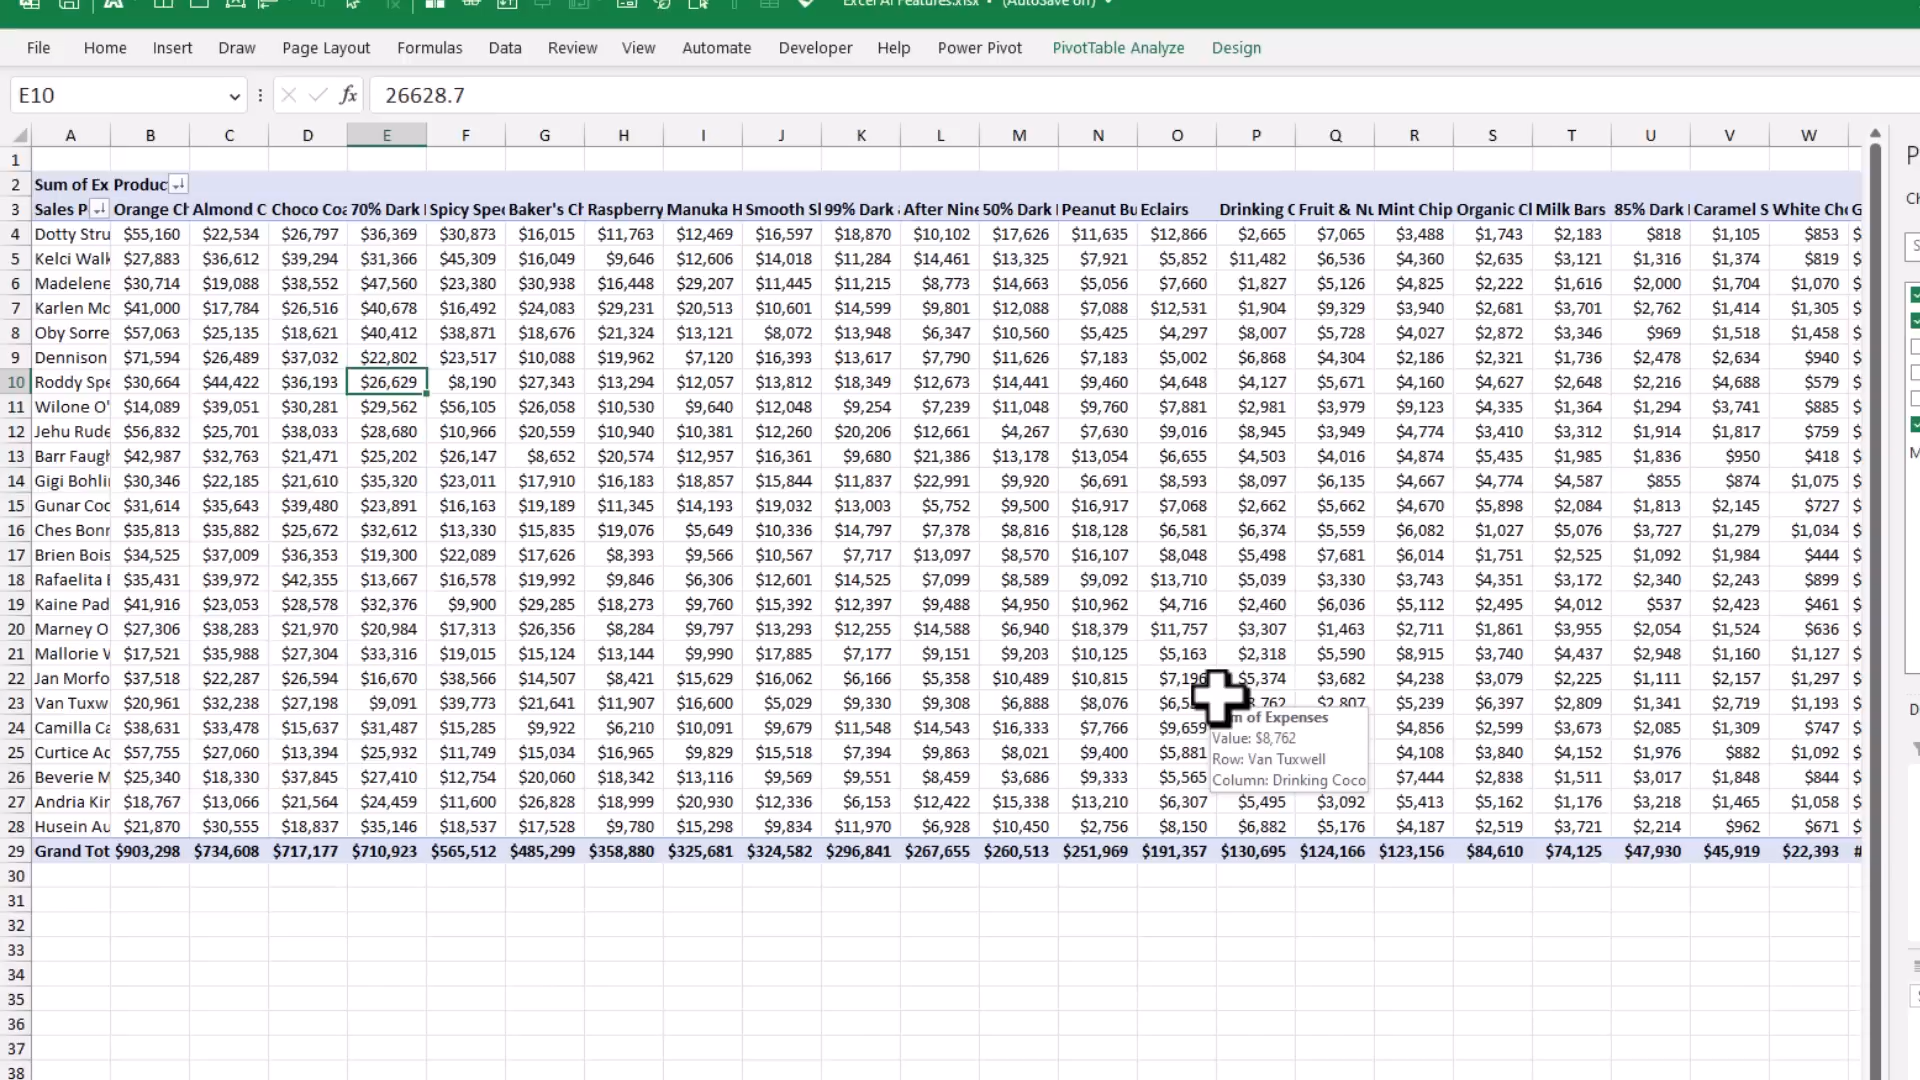 Excel AI Features.xlsx • (AutoSave off)
File Home Insert Draw Page Layout Formulas Data Review View Automate Developer Help Power Pivot PivotTable Analyze Design
E10 fx 26628.7
A B C D E F G H I J K L M N O P Q R S T U V W
1
2 Sum of Ex Produc
3 Sales P Orange Ch Almond C Choco Coa 70% Dark Spicy Spec Baker's Ch Raspberry Manuka H Smooth Sl 99% Dark After Nine 50% Dark Peanut Bu Eclairs Drinking C Fruit & Nu Mint Chip Organic Cl Milk Bars 85% Dark Caramel S White Cho G
4 Dotty Stru $55,160 $22,534 $26,797 $36,369 $30,873 $16,015 $11,763 $12,469 $16,597 $18,870 $10,102 $17,626 $11,635 $12,866 $2,665 $7,065 $3,488 $1,743 $2,183 $818 $1,105 $853 $
5 Kelci Walk $27,883 $36,612 $39,294 $31,366 $45,309 $16,049 $9,646 $12,606 $14,018 $11,284 $14,461 $13,325 $7,921 $5,852 $11,482 $6,536 $4,360 $2,635 $3,121 $1,316 $1,374 $819 $
6 Madelene $30,714 $19,088 $38,552 $47,560 $23,380 $30,938 $16,448 $29,207 $11,445 $11,215 $8,773 $14,663 $5,056 $7,660 $1,827 $5,126 $4,825 $2,222 $1,616 $2,000 $1,704 $1,070 $
7 Karlen Mc $41,000 $17,784 $26,516 $40,678 $16,492 $24,083 $29,231 $20,513 $10,601 $14,599 $9,801 $12,088 $7,088 $12,531 $1,904 $9,329 $3,940 $2,681 $3,701 $2,762 $1,414 $1,305 $
8 Oby Sorre $57,063 $25,135 $18,621 $40,412 $38,871 $18,676 $21,324 $13,121 $8,072 $13,948 $6,347 $10,560 $5,425 $4,297 $8,007 $5,728 $4,027 $2,872 $3,346 $969 $1,518 $1,458 $
9 Dennison $71,594 $26,489 $37,032 $22,802 $23,517 $10,088 $19,962 $7,120 $16,393 $13,617 $7,790 $11,626 $7,183 $5,002 $6,868 $4,304 $2,186 $2,321 $1,736 $2,478 $2,634 $940 $
10 Roddy Spe $30,664 $44,422 $36,193 $26,629 $8,190 $27,343 $13,294 $12,057 $13,812 $18,349 $12,673 $14,441 $9,460 $4,648 $4,127 $5,671 $4,160 $4,627 $2,648 $2,216 $4,688 $579 $
11 Wilone O' $14,089 $39,051 $30,281 $29,562 $56,105 $26,058 $10,530 $9,640 $12,048 $9,254 $7,239 $11,048 $9,760 $7,881 $2,981 $3,979 $9,123 $4,335 $1,364 $1,294 $3,741 $885 $
12 Jehu Rude $56,832 $25,701 $38,033 $28,680 $10,966 $20,559 $10,940 $10,381 $12,260 $20,206 $12,661 $4,267 $7,630 $9,016 $8,945 $3,949 $4,774 $3,410 $3,312 $1,914 $1,817 $759 $
13 Barr Faugh $42,987 $32,763 $21,471 $25,202 $26,147 $8,652 $20,574 $12,957 $16,361 $9,680 $21,386 $13,178 $13,054 $6,655 $4,503 $4,016 $4,874 $5,435 $1,985 $1,836 $950 $418 $
14 Gigi Bohlin $30,346 $22,185 $21,610 $35,320 $23,011 $17,910 $16,183 $18,857 $15,844 $11,837 $22,991 $9,920 $6,691 $8,593 $8,097 $6,135 $4,667 $4,774 $4,587 $855 $874 $1,075 $
15 Gunar Coc $31,614 $35,643 $39,480 $23,891 $16,163 $19,189 $11,345 $14,193 $19,032 $13,003 $5,752 $9,500 $16,917 $7,068 $2,662 $5,662 $4,670 $5,898 $2,084 $1,813 $2,145 $727 $
16 Ches Bonr $35,813 $35,882 $25,672 $32,612 $13,330 $15,835 $19,076 $5,649 $10,336 $14,797 $7,378 $8,816 $18,128 $6,581 $6,374 $5,559 $6,082 $1,027 $5,076 $3,727 $1,279 $1,034 $
17 Brien Bois $34,525 $37,009 $36,353 $19,300 $22,089 $17,626 $8,393 $9,566 $10,567 $7,717 $13,097 $8,570 $16,107 $8,048 $5,498 $7,681 $6,014 $1,751 $2,525 $1,092 $1,984 $444 $
18 Rafaelita $35,431 $39,972 $42,355 $13,667 $16,578 $19,992 $9,846 $6,306 $12,601 $14,525 $7,099 $8,589 $9,092 $13,710 $5,039 $3,330 $3,743 $4,351 $3,172 $2,340 $2,243 $899 $
19 Kaine Pad $41,916 $23,053 $28,578 $32,376 $9,900 $29,285 $18,273 $9,760 $15,392 $12,397 $9,488 $4,950 $10,962 $4,716 $2,460 $6,036 $5,112 $2,495 $4,012 $537 $2,423 $461 $
20 Marney O $27,306 $38,283 $21,970 $20,984 $17,313 $26,356 $8,284 $9,797 $13,293 $12,255 $14,588 $6,940 $18,379 $11,757 $3,307 $1,463 $2,711 $1,861 $3,955 $2,054 $1,524 $636 $
21 Mallorie $17,521 $35,988 $27,304 $33,316 $19,015 $15,124 $13,144 $9,990 $17,885 $7,177 $9,151 $9,203 $10,125 $5,163 $2,318 $5,590 $8,915 $3,740 $4,437 $2,948 $1,160 $1,127 $
22 Jan Morfo $37,518 $22,287 $26,594 $16,670 $38,566 $14,507 $8,421 $15,629 $16,062 $6,166 $5,358 $10,489 $10,815 $7,196 $5,374 $3,682 $4,238 $3,079 $2,225 $1,111 $2,157 $1,297 $
23 Van Tuxw $20,961 $32,238 $27,198 $9,091 $39,773 $21,641 $11,907 $16,600 $5,029 $9,330 $9,308 $6,888 $8,076 $2,807 $5,239 $6,397 $2,809 $1,341 $2,719 $1,193 $
24 Camilla Ca $38,631 $33,478 $15,637 $31,487 $15,285 $9,922 $6,210 $10,091 $9,679 $11,548 $14,543 $16,333 $7,766 $9,659 $4,856 $2,599 $3,673 $2,085 $1,309 $747 $
25 Curtice Ac $57,755 $27,060 $13,394 $25,932 $11,749 $15,034 $16,965 $9,829 $15,518 $7,394 $9,863 $8,021 $9,400 $5,881 $4,108 $3,840 $4,152 $1,976 $882 $1,092 $
26 Beverie M $25,340 $18,330 $37,845 $27,410 $12,754 $20,060 $18,342 $13,116 $9,569 $9,551 $8,459 $3,686 $9,333 $5,565 $7,444 $2,838 $1,511 $3,017 $1,848 $844 $
27 Andria Kir $18,767 $13,066 $21,564 $24,459 $11,600 $26,828 $18,999 $20,930 $12,336 $6,153 $12,422 $15,338 $13,210 $6,307 $5,495 $3,092 $5,413 $5,162 $1,176 $3,218 $1,465 $1,058 $
28 Husein Au $21,870 $30,555 $18,837 $35,146 $18,537 $17,528 $9,780 $15,298 $9,834 $11,970 $6,928 $10,450 $2,756 $8,150 $6,882 $5,176 $4,187 $2,519 $3,721 $2,214 $962 $671 $
29 Grand Tot $903,298 $734,608 $717,177 $710,923 $565,512 $485,299 $358,880 $325,681 $324,582 $296,841 $267,655 $260,513 $251,969 $191,357 $130,695 $124,166 $123,156 $84,610 $74,125 $47,930 $45,919 $22,393 #
30
31
32
33
34
35
36
37
38
of Expenses
Value: $8,762
Row: Van Tuxwell
Column: Drinking Coco